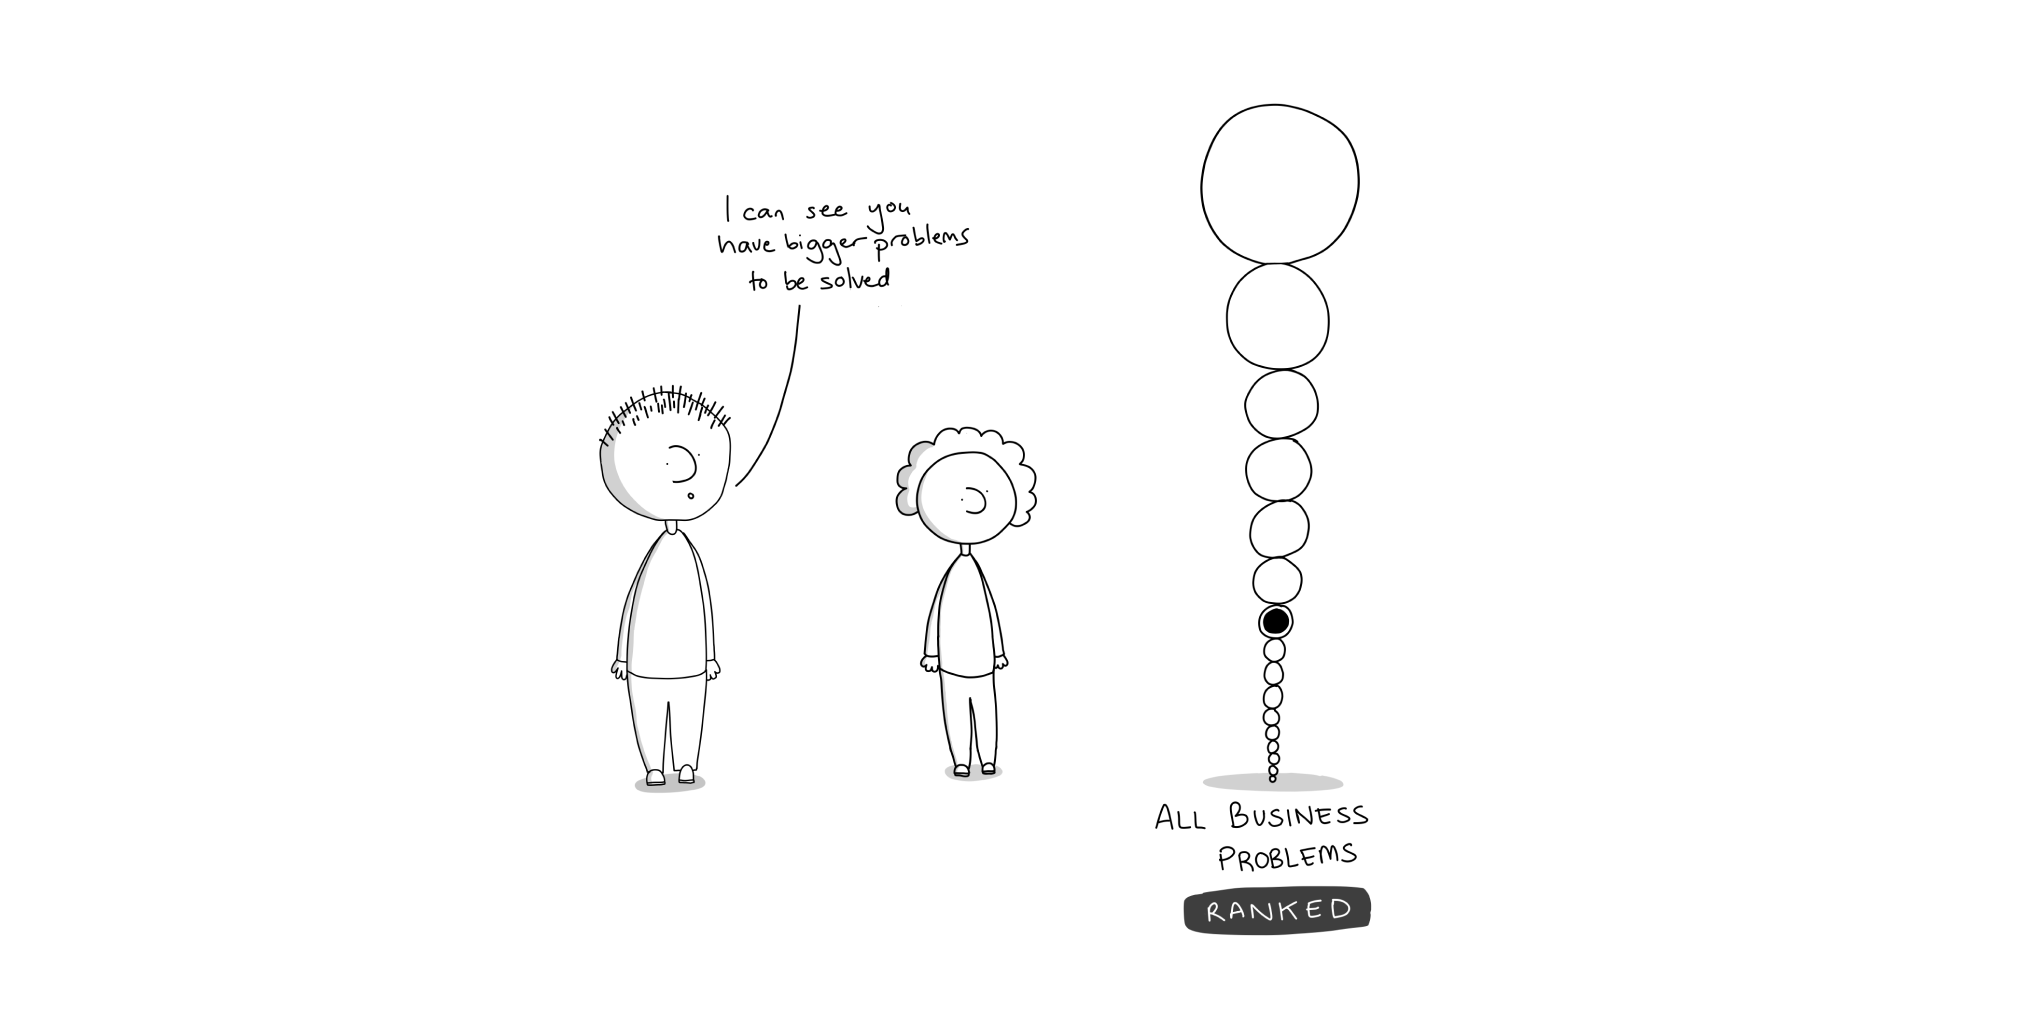 I can see you
have bigger problems
to be solved
ALL BUSINESS
PROBLEMS
RANKED